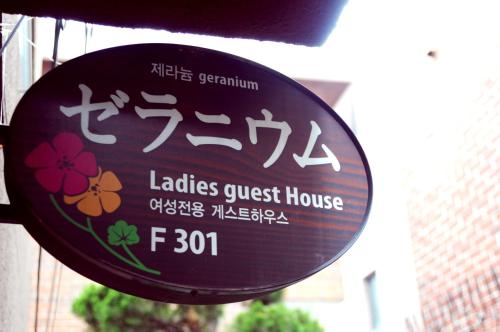 제라늄 geranium
ゼラニウム
Ladies guest House
여성전용 게스트하우스
F 301